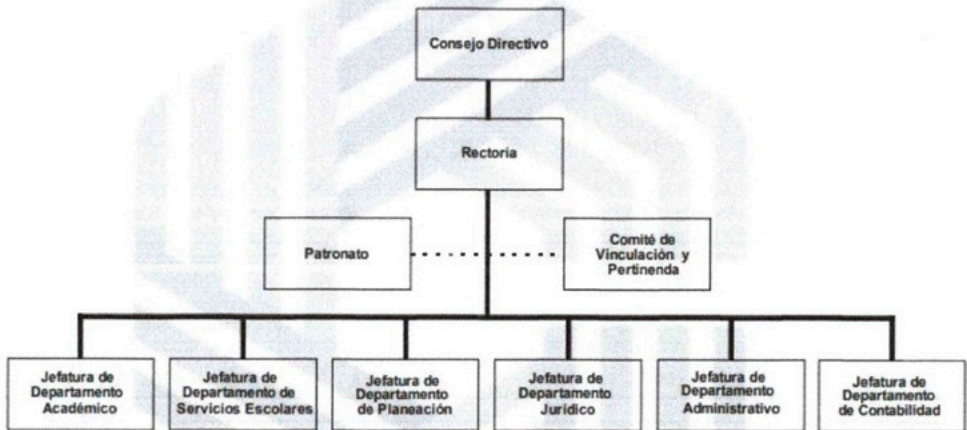 Consejo Directivo
Rectoría
Patronato
Comité de
Vinculación y
Pertinenda
Jefatura de
Departamento
Académico
Jefatura de
Departamento de
Servicios Escolares
Jefatura de
Departamento
de Planeación
Jefatura de
Departamento
Jurídico
Jefatura de
Departamento
Administrativo
Jefatura de
Departamento
de Contabilidad